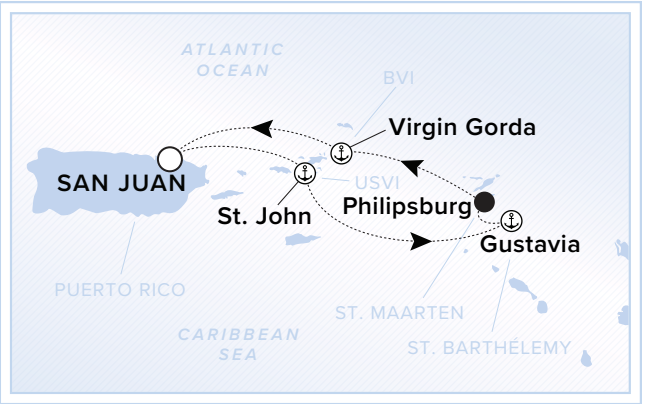 ATLANTIC
OCEAN
BVI
Virgin Gorda
SAN JUAN
USVI
St. John
Philipsburg
Gustavia
PUERTO RICO
ST. MAARTEN
CARIBBEAN
SEA
ST. BARTHÉLEMY